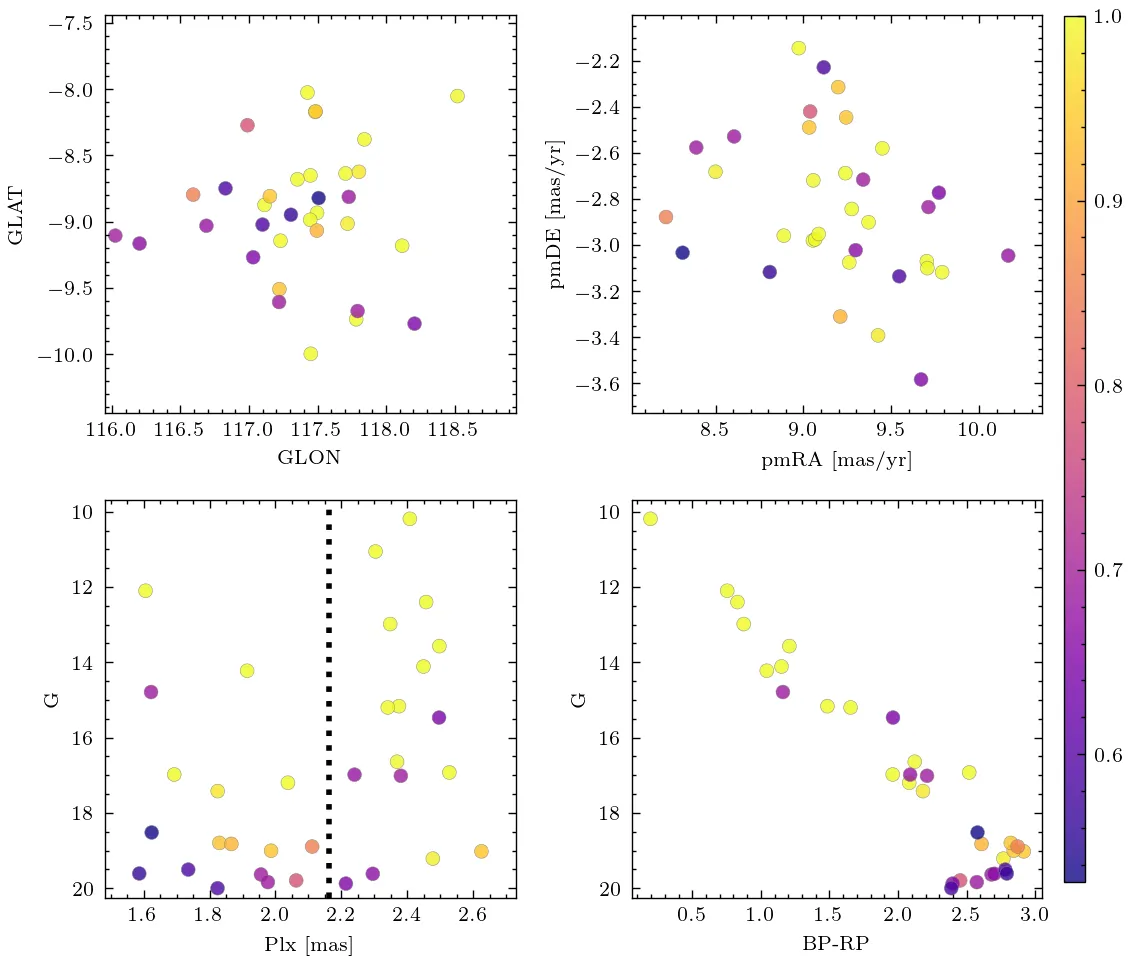 −7.5
−8.0
−8.5
−9.0
−9.5
−10.0
GLAT
116.0 116.5 117.0 117.5 118.0 118.5
GLON
−2.2
−2.4
−2.6
−2.8
−3.0
−3.2
−3.4
−3.6
pmDE [mas/yr]
8.5 9.0 9.5 10.0
pmRA [mas/yr]
1.0
0.9
0.8
0.7
0.6
10
12
14
16
18
20
G
1.6 1.8 2.0 2.2 2.4 2.6
Plx [mas]
10
12
14
16
18
20
G
0.5 1.0 1.5 2.0 2.5 3.0
BP-RP